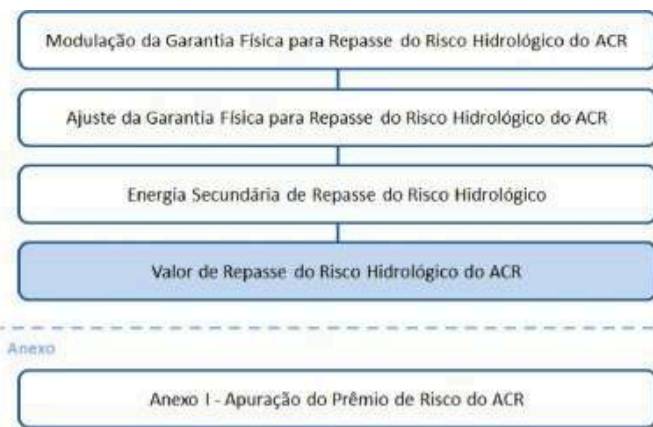 Modulação da Garantia Física para Repasse do Risco Hidrológico do ACR
Ajuste da Garantia Física para Repasse do Risco Hidrológico do ACR
Energia Secundária de Repasse do Risco Hidrológico
Valor de Repasse do Risco Hidrológico do ACR
Anexo
Anexo I - Apuração do Prêmio de Risco do ACR